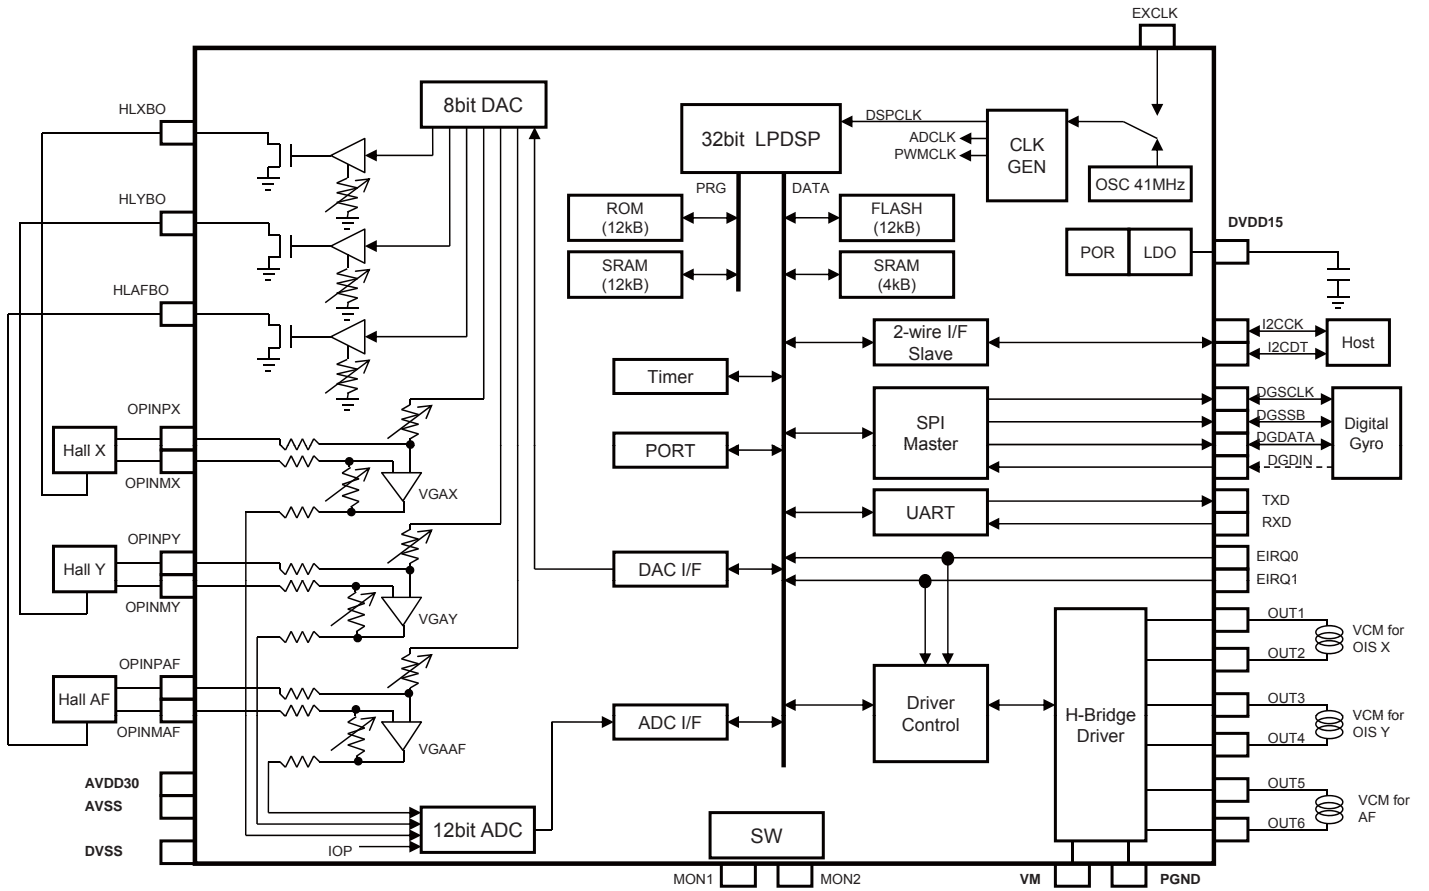 EXCLK
HLXBO
8bit DAC
32bit LPDSP
DSPCLK
ADCLK
PWMCLK
CLK
GEN
OSC 41MHz
HLYBO
PRG
DATA
ROM
(12kB)
FLASH
(12kB)
DVDD15
POR
LDO
SRAM
(12kB)
SRAM
(4kB)
HLAFBO
2-wire I/F
Slave
I2CCK
I2CDT
Host
Timer
OPINPX
Hall X
OPINMX
VGAX
PORT
SPI
Master
DGSCLK
DGSSB
DGDATA
DGDIN
Digital
Gyro
UART
TXD
RXD
OPINPY
Hall Y
OPINMY
VGAY
DAC I/F
EIRQ0
EIRQ1
OUT1
OUT2
VCM for
OIS X
OPINPAF
Hall AF
OPINMAF
VGAAF
ADC I/F
Driver
Control
H-Bridge
Driver
OUT3
OUT4
VCM for
OIS Y
AVDD30
AVSS
DVSS
12bit ADC
IOP
SW
OUT5
OUT6
VCM for
AF
MON1
MON2
VM
PGND